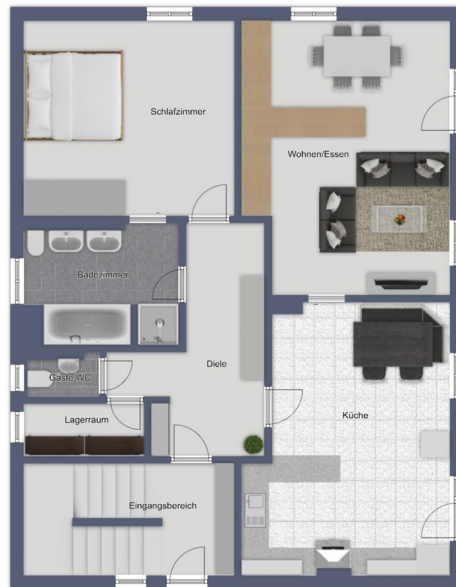 Schlafzimmer
Wohnen/Essen
Badezimmer
Diele
Gäste WC
Küche
Lagerraum
Eingangsbereich